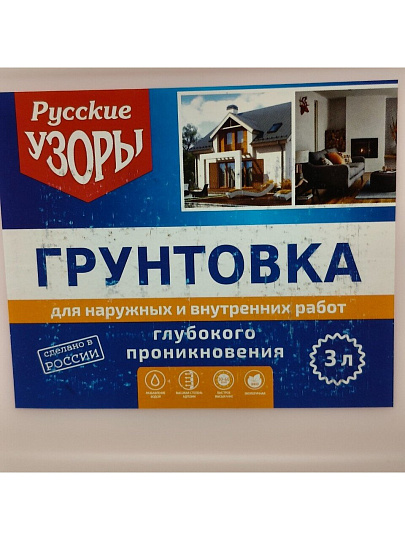 Русские
УЗОРЫ
ГРУНТОВКА
для наружных и внутренних работ
глубокого
проникновения
сделано в
РОССИИ
3 л